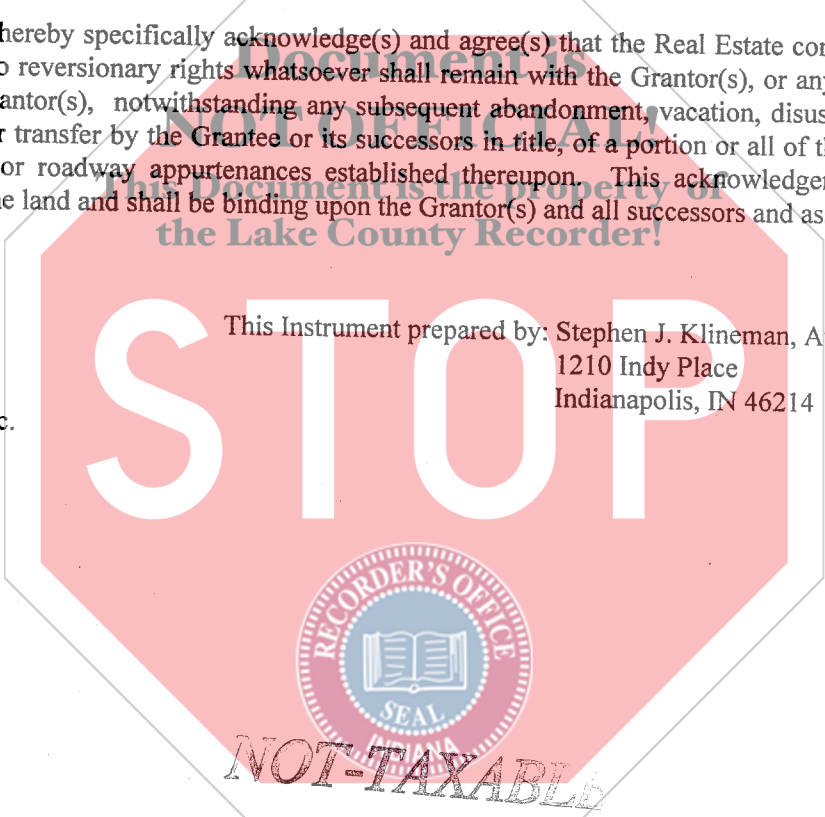 hereby specifically acknowledge(s) and agree(s) that the Real Estate con
Document is
o reversionary rights whatsoever shall remain with the Grantor(s), or any
antor(s), notwithstanding any subsequent abandonment, vacation, disus
NOT OFFICIAL!
r transfer by the Grantee or its successors in title, of a portion or all of th
or roadway appurtenances established thereupon. This acknowledger
This Document is the property of
e land and shall be binding upon the Grantor(s) and all successors and as
the Lake County Recorder!
This Instrument prepared by: Stephen J. Klineman, A
1210 Indy Place
Indianapolis, IN 46214
c.
STOP
RECORDER'S OFFICE
SEAL
INDIANA
NOT-TAXABLE